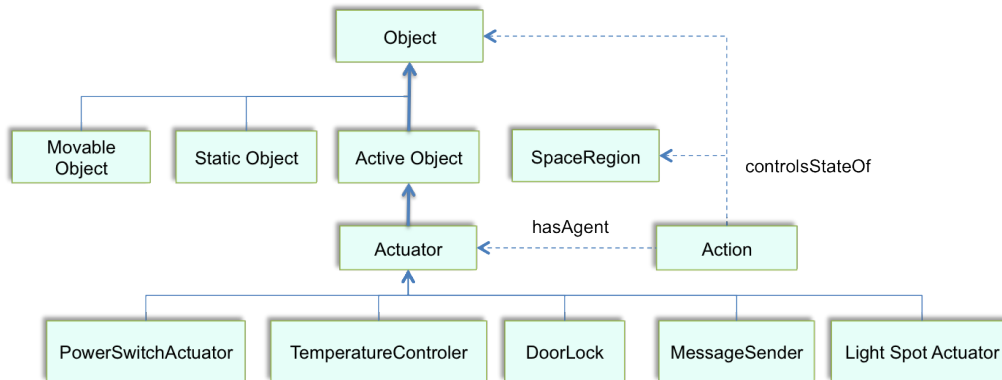 Object
Movable
Object
Static Object
Active Object
SpaceRegion
controlsStateOf
hasAgent
Actuator
Action
PowerSwitchActuator
TemperatureControler
DoorLock
MessageSender
Light Spot Actuator